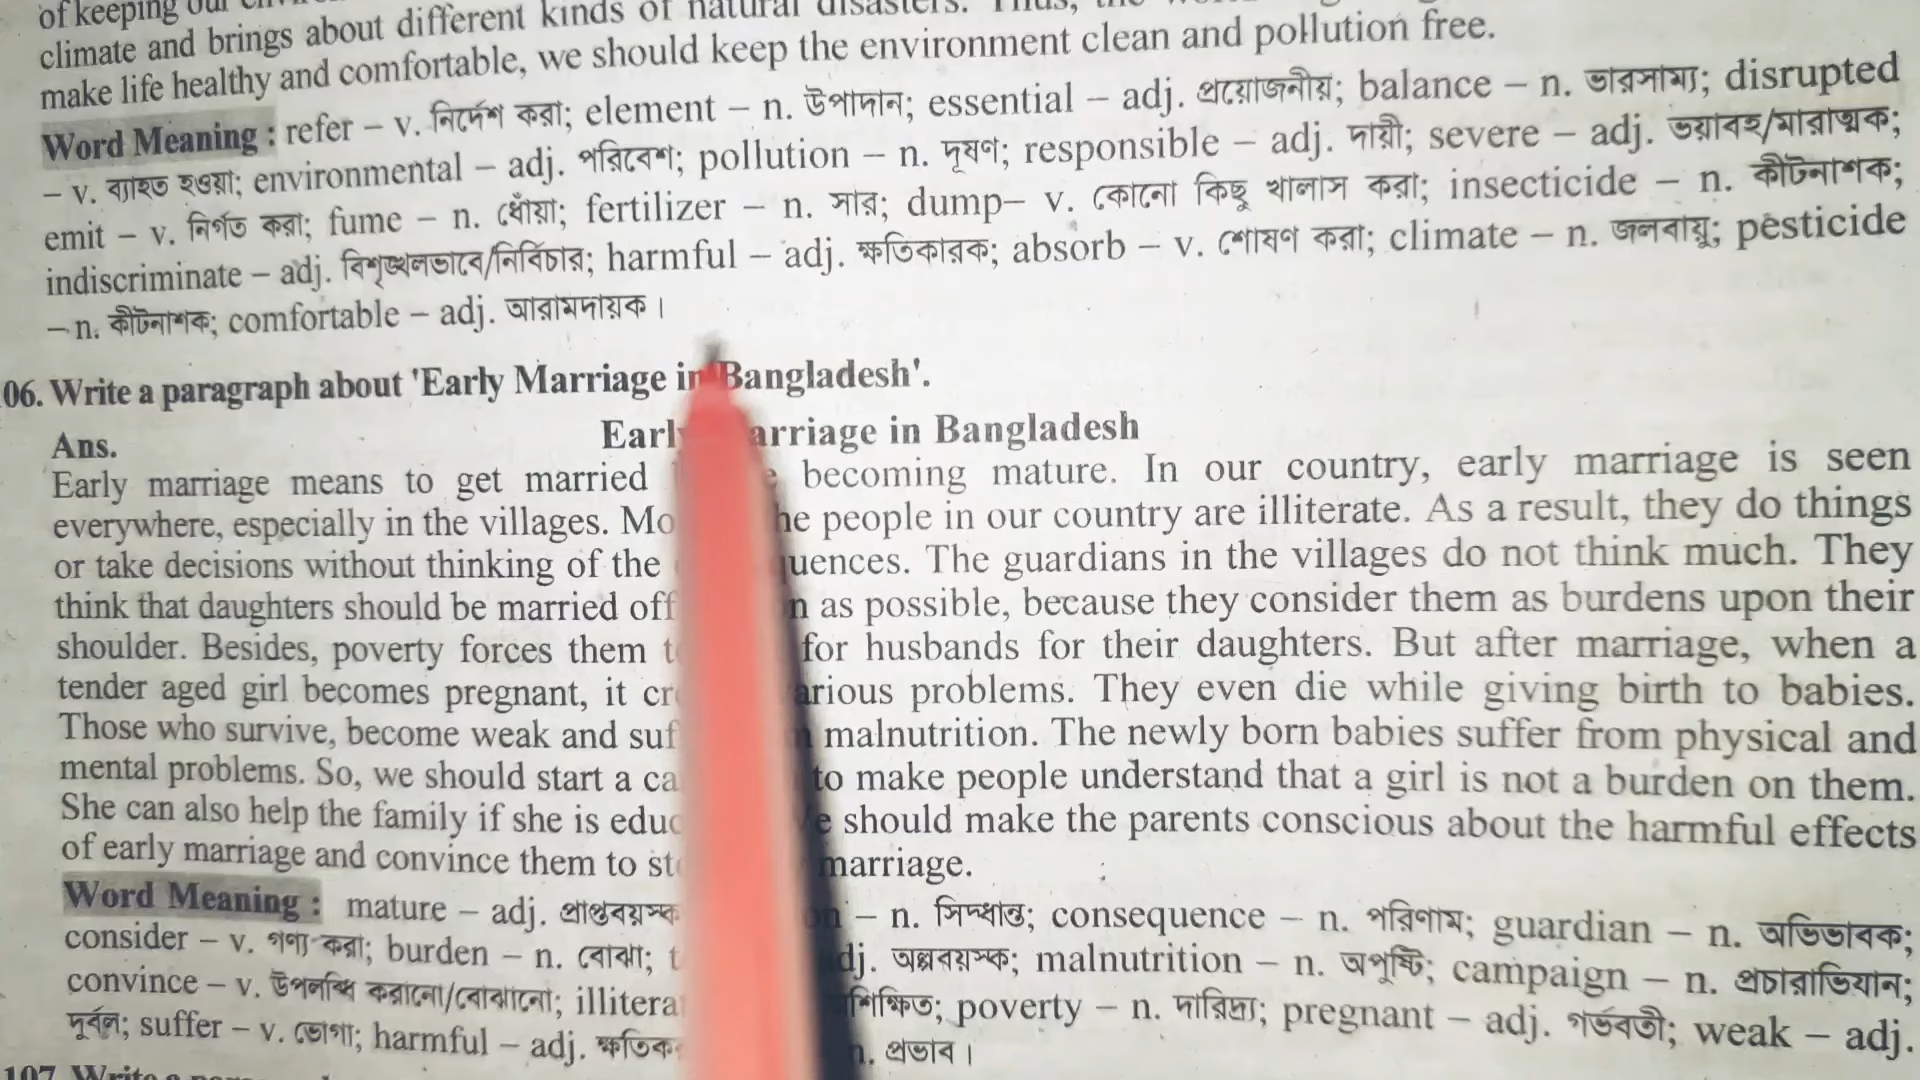 of keeping our
climate and brings about different kinds of natural disasters.
make life healthy and comfortable, we should keep the environment clean and pollution free.
Word Meaning : refer – v. নির্দেশ করা; element – n. উপাদান; essential – adj. প্রয়োজনীয়; balance – n. ভারসাম্য; disrupted
– v. ব্যাহত হওয়া; environmental – adj. পরিবেশ; pollution – n. দূষণ; responsible – adj. দায়ী; severe – adj. ভয়াবহ/মারাত্মক;
emit – v. নির্গত করা; fume – n. ধোঁয়া; fertilizer – n. সার; dump– v. কোনো কিছু খালাস করা; insecticide – n. কীটনাশক;
indiscriminate – adj. বিশৃঙ্খলভাবে/নির্বিচার; harmful – adj. ক্ষতিকারক; absorb – v. শোষণ করা; climate – n. জলবায়ু; pesticide
– n. কীটনাশক; comfortable – adj. আরামদায়ক।
06. Write a paragraph about 'Early Marriage in Bangladesh'.
Early Marriage in Bangladesh
Ans.
Early marriage means to get married becoming mature. In our country, early marriage is seen
everywhere, especially in the villages. he people in our country are illiterate. As a result, they do things
or take decisions without thinking of the uences. The guardians in the villages do not think much. They
think that daughters should be married off as possible, because they consider them as burdens upon their
shoulder. Besides, poverty forces them for husbands for their daughters. But after marriage, when a
tender aged girl becomes pregnant, it arious problems. They even die while giving birth to babies.
Those who survive, become weak and malnutrition. The newly born babies suffer from physical and
mental problems. So, we should start a to make people understand that a girl is not a burden on them.
She can also help the family if she is should make the parents conscious about the harmful effects
of early marriage and convince them to marriage.
Word Meaning : mature – adj. প্রাপ্তবয়স্ক – n. সিদ্ধান্ত; consequence – n. পরিণাম; guardian – n. অভিভাবক;
consider – v. গণ্য করা; burden – n. বোঝা; dj. অল্পবয়স্ক; malnutrition – n. অপুষ্টি; campaign – n. প্রচারাভিযান;
convince – v. উপলব্ধি করানো/বোঝানো; poverty – n. দারিদ্র্য; pregnant – adj. গর্ভবতী; weak – adj.
দুর্বল; suffer – v. ভোগা; harmful – adj. n. প্রভাব।
107. Write a